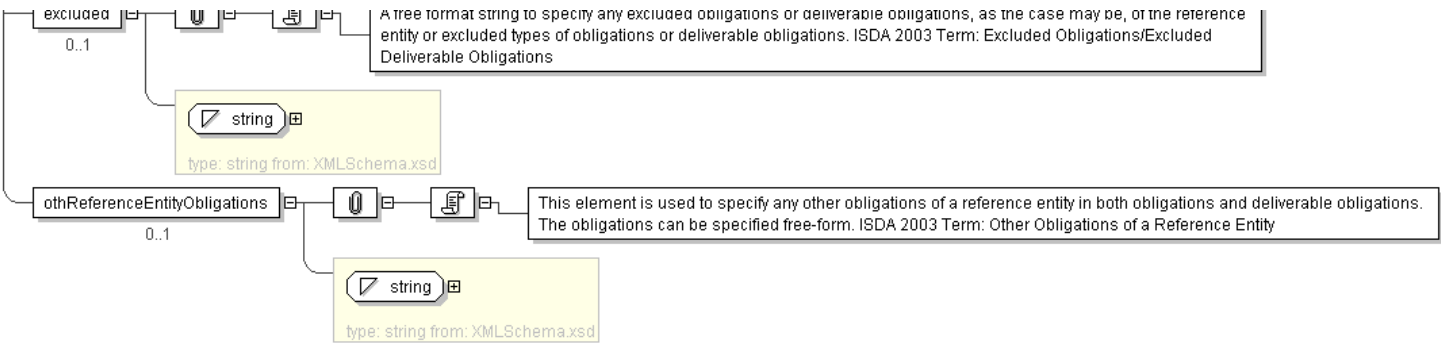 excluded
A free format string to specify any excluded obligations or deliverable obligations, as the case may be, of the reference
entity or excluded types of obligations or deliverable obligations. ISDA 2003 Term: Excluded Obligations/Excluded
Deliverable Obligations
0..1
string
type: string from: XMLSchema.xsd
othReferenceEntityObligations
This element is used to specify any other obligations of a reference entity in both obligations and deliverable obligations.
The obligations can be specified free-form. ISDA 2003 Term: Other Obligations of a Reference Entity
0..1
string
type: string from: XMLSchema.xsd